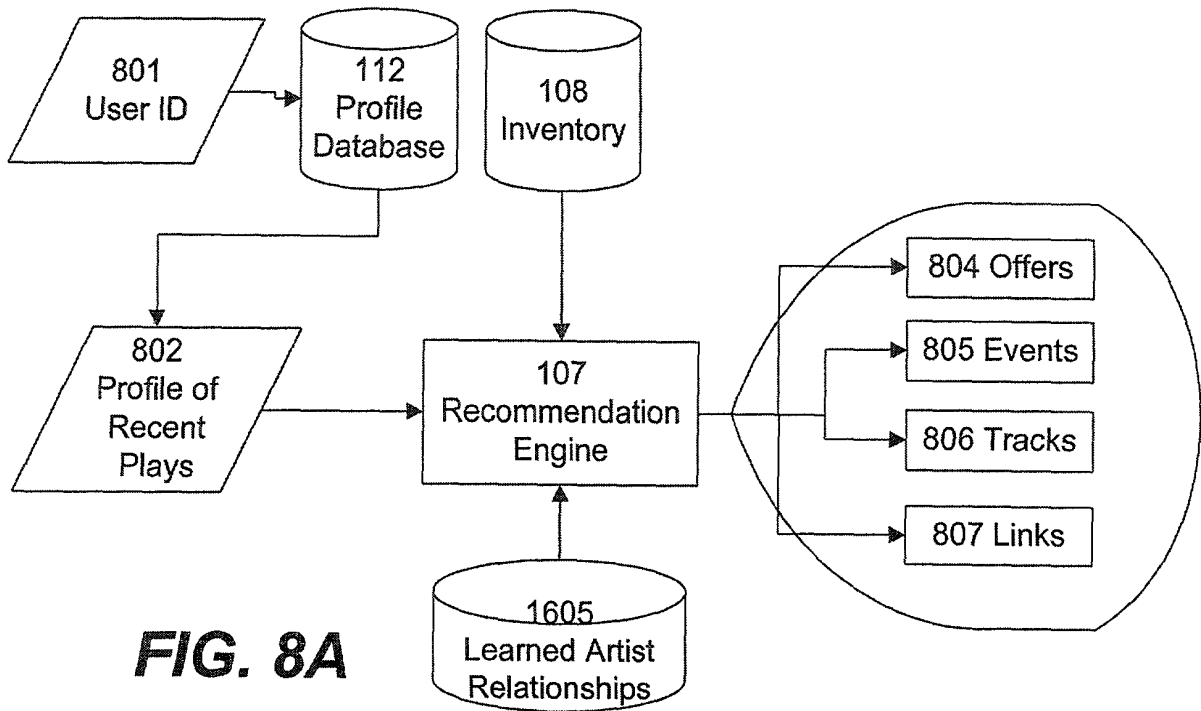 801
User ID
112
Profile
Database
108
Inventory
802
Profile of
Recent
Plays
107
Recommendation
Engine
804 Offers
805 Events
806 Tracks
807 Links
1605
Learned Artist
Relationships
FIG. 8A